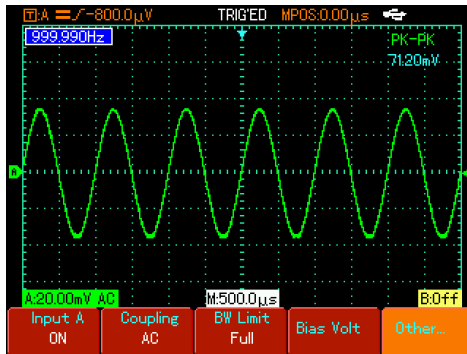 T:A ⎓ / -800.0μV TRIG'ED MPOS:0.00μs
999.990Hz PK-PK
71.20mV
A
A:20.00mV AC M:500.0μs B:Off
Input A Coupling BW Limit Bias Volt Other...
ON AC Full